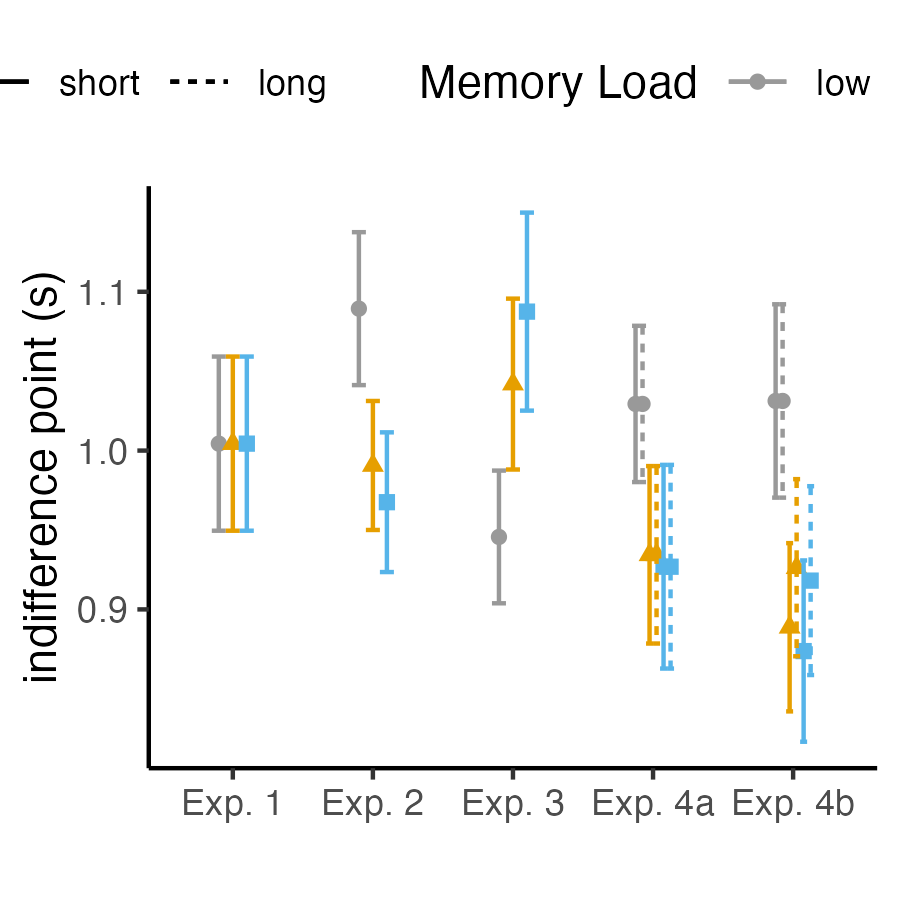 short long Memory Load low
indifference point (s)
1.1
1.0
0.9
Exp. 1 Exp. 2 Exp. 3 Exp. 4a Exp. 4b